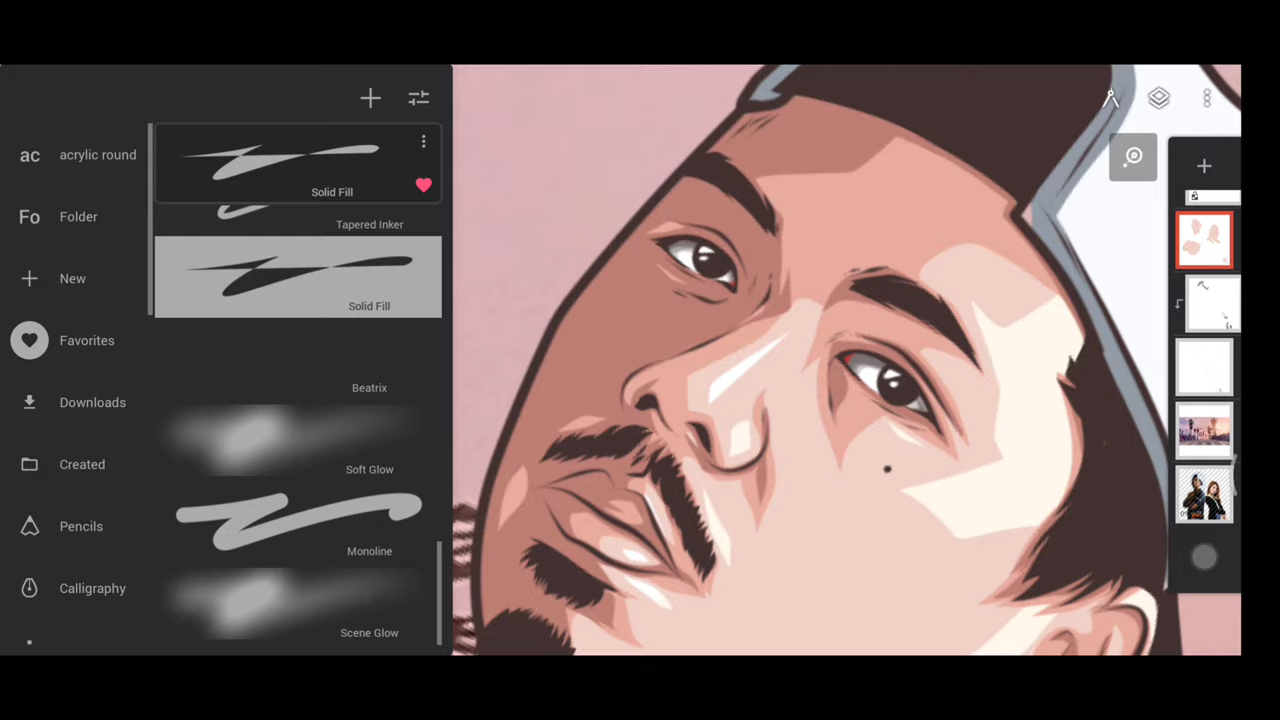 ac acrylic round
Fo Folder
New
Favorites
Downloads
Created
Pencils
Calligraphy
Solid Fill
Tapered Inker
Solid Fill
Beatrix
Soft Glow
Monoline
Scene Glow